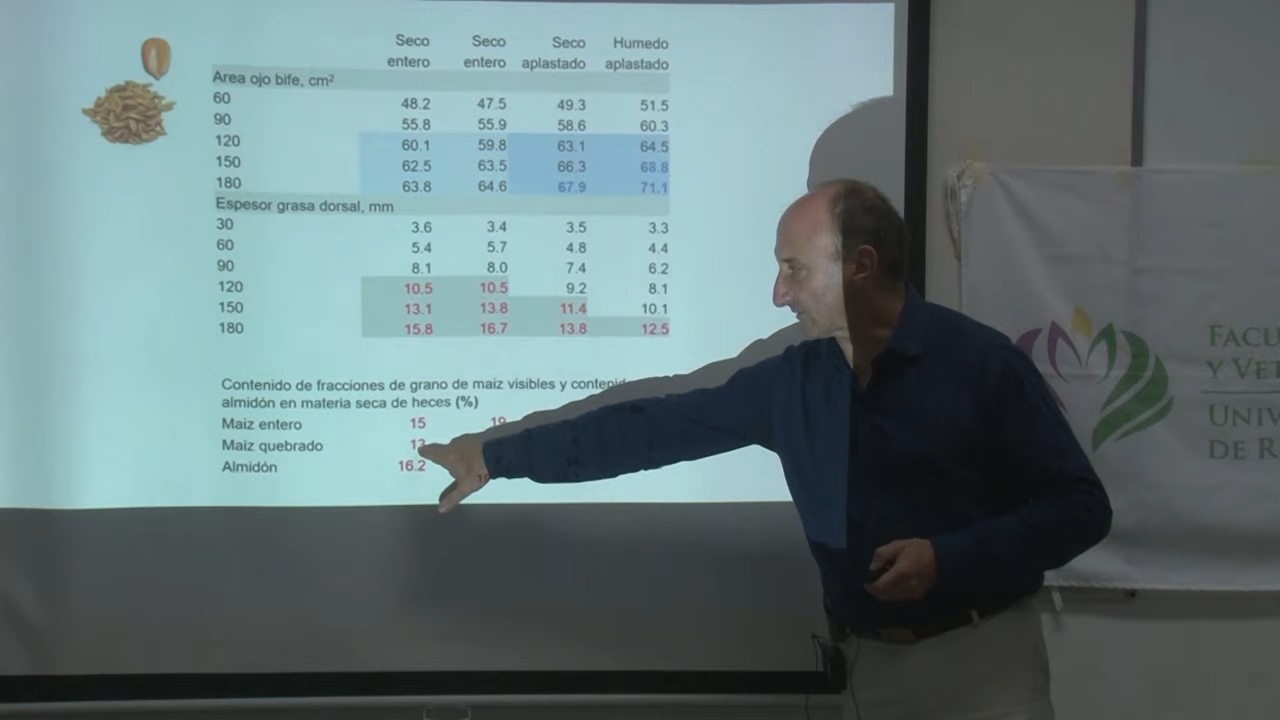 Seco Seco Seco Humedo
entero entero aplastado aplastado
Area ojo bife, cm²
60 48.2 47.5 49.3 51.5
90 55.8 55.9 58.6 60.3
120 60.1 59.8 63.1 64.5
150 62.5 63.5 66.3 68.8
180 63.8 64.6 67.9 71.1
Espesor grasa dorsal, mm
30 3.6 3.4 3.5 3.3
60 5.4 5.7 4.8 4.4
90 8.1 8.0 7.4 6.2
120 10.5 10.5 9.2 8.1
150 13.1 13.8 11.4 10.1
180 15.8 16.7 13.8 12.5
Contenido de fracciones de grano de maiz visibles y
almidón en materia seca de heces (%)
Maiz entero 15 19
Maiz quebrado
Almidón 16.2
FACU
Y VET
UNIV
DE R